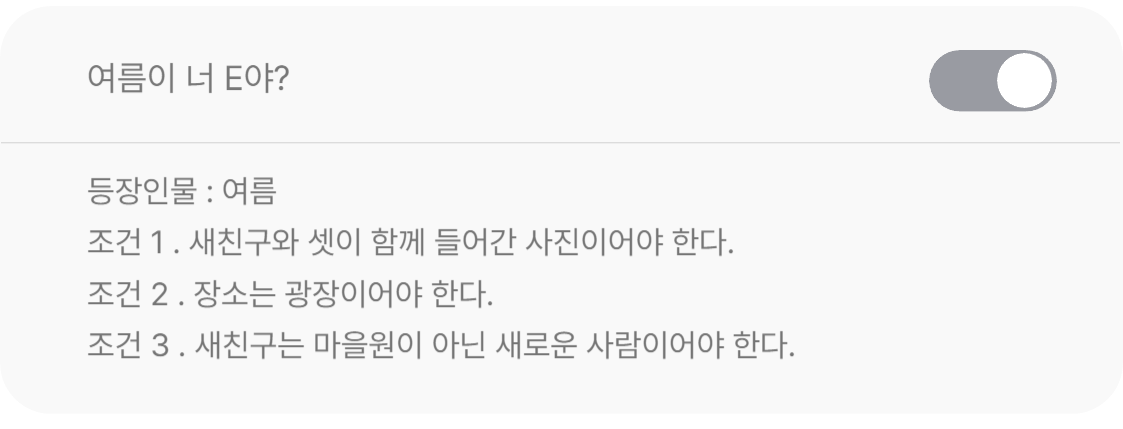 여름이 너 E야?
등장인물 : 여름
조건 1 . 새친구와 셋이 함께 들어간 사진이어야 한다.
조건 2 . 장소는 광장이어야 한다.
조건 3 . 새친구는 마을원이 아닌 새로운 사람이어야 한다.